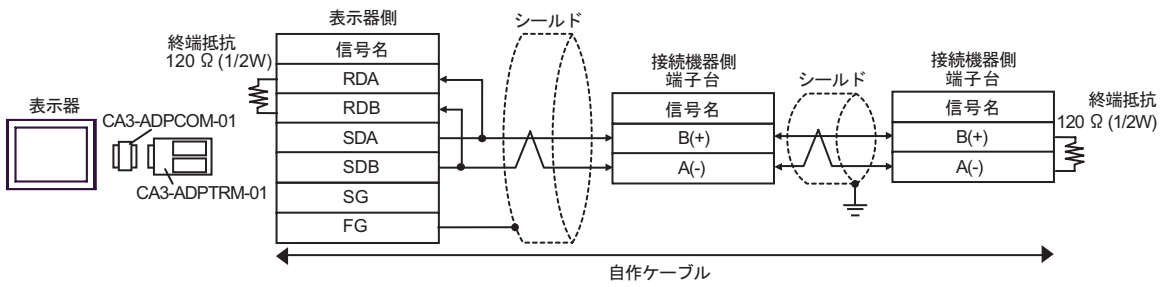 表示器
CA3-ADPCOM-01
CA3-ADPTRM-01
終端抵抗
120 Ω (1/2W)
表示器側
信号名
RDA
RDB
SDA
SDB
SG
FG
シールド
接続機器側
端子台
信号名
B(+)
A(-)
シールド
接続機器側
端子台
信号名
B(+)
A(-)
終端抵抗
120 Ω (1/2W)
自作ケーブル